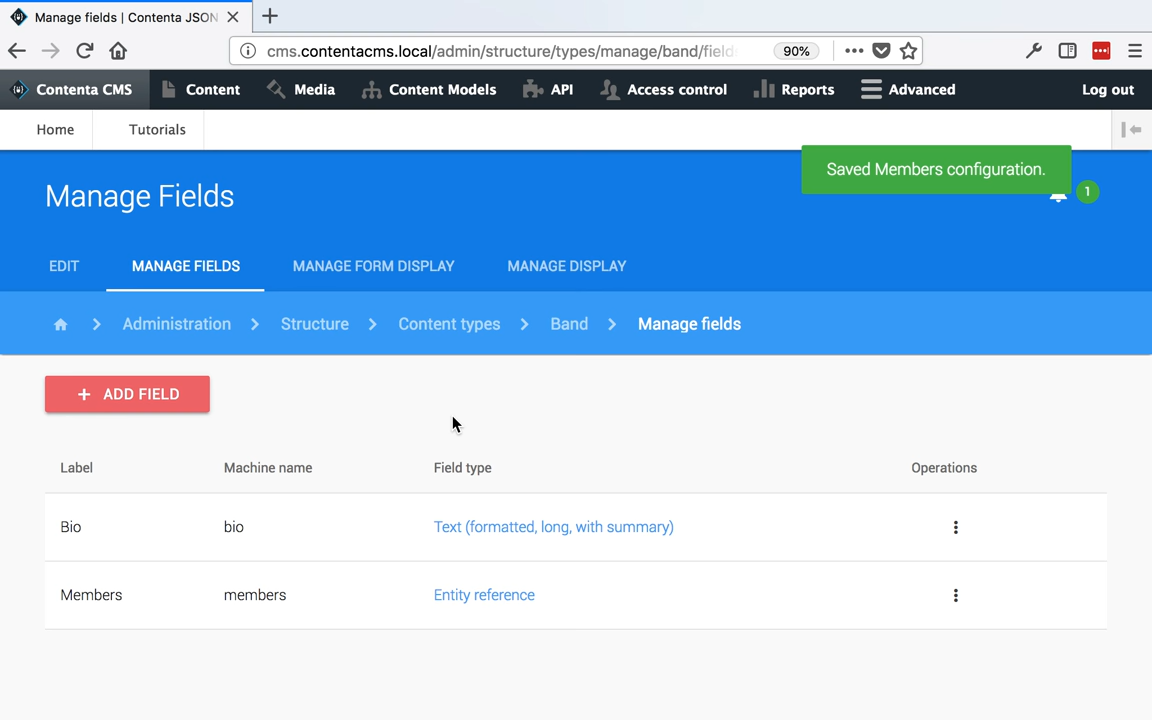 Manage fields | Contenta JSON
cms.contentacms.local/admin/structure/types/manage/band/field
90%
Contenta CMS
Content
Media
Content Models
API
Access control
Reports
Advanced
Log out
Home
Tutorials
Saved Members configuration.
1
Manage Fields
EDIT
MANAGE FIELDS
MANAGE FORM DISPLAY
MANAGE DISPLAY
Administration
Structure
Content types
Band
Manage fields
+ ADD FIELD
Label
Machine name
Field type
Operations
Bio
bio
Text (formatted, long, with summary)
Members
members
Entity reference